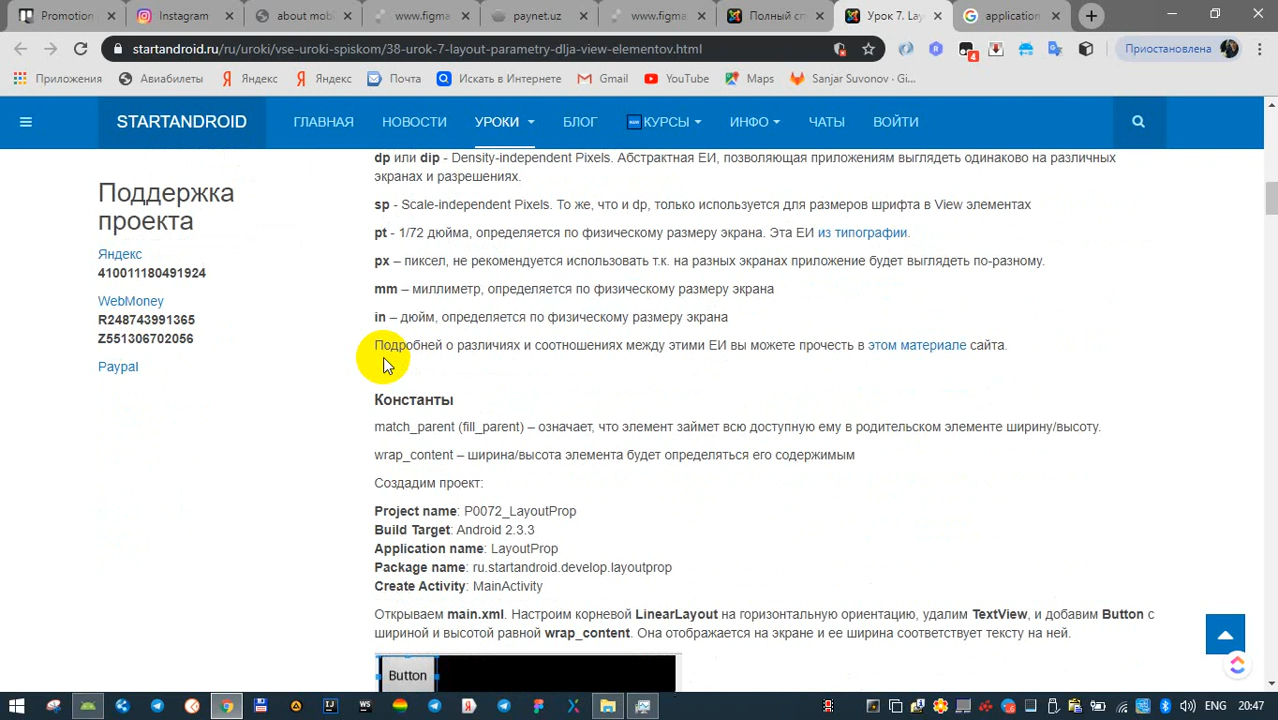 Promotion
Instagram
about mobi
www.figma
paynet.uz
www.figma
Полный сп
Урок 7. Lay
application
startandroid.ru/ru/uroki/vse-uroki-spiskom/38-urok-7-layout-parametry-dlja-view-elementov.html
4
Приостановлена
Приложения
Авиабилеты
Яндекс
Яндекс
Почта
Искать в Интернете
Gmail
YouTube
Maps
Sanjar Suvonov - Gi...
STARTANDROID
ГЛАВНАЯ
НОВОСТИ
УРОКИ
БЛОГ
КУРСЫ
ИНФО
ЧАТЫ
ВОЙТИ
Поддержка
проекта
Яндекс
410011180491924
WebMoney
R248743991365
Z551306702056
Paypal
dp или dip - Density-independent Pixels. Абстрактная ЕИ, позволяющая приложениям выглядеть одинаково на различных
экранах и разрешениях.
sp - Scale-independent Pixels. То же, что и dp, только используется для размеров шрифта в View элементах
pt - 1/72 дюйма, определяется по физическому размеру экрана. Эта ЕИ из типографии.
px – пиксел, не рекомендуется использовать т.к. на разных экранах приложение будет выглядеть по-разному.
mm – миллиметр, определяется по физическому размеру экрана
in – дюйм, определяется по физическому размеру экрана
Подробней о различиях и соотношениях между этими ЕИ вы можете прочесть в этом материале сайта.
Константы
match_parent (fill_parent) – означает, что элемент займет всю доступную ему в родительском элементе ширину/высоту.
wrap_content – ширина/высота элемента будет определяться его содержимым
Создадим проект:
Project name: P0072_LayoutProp
Build Target: Android 2.3.3
Application name: LayoutProp
Package name: ru.startandroid.develop.layoutprop
Create Activity: MainActivity
Открываем main.xml. Настроим корневой LinearLayout на горизонтальную ориентацию, удалим TextView, и добавим Button с
шириной и высотой равной wrap_content. Она отображается на экране и ее ширина соответствует тексту на ней.
Button
ENG
20:47